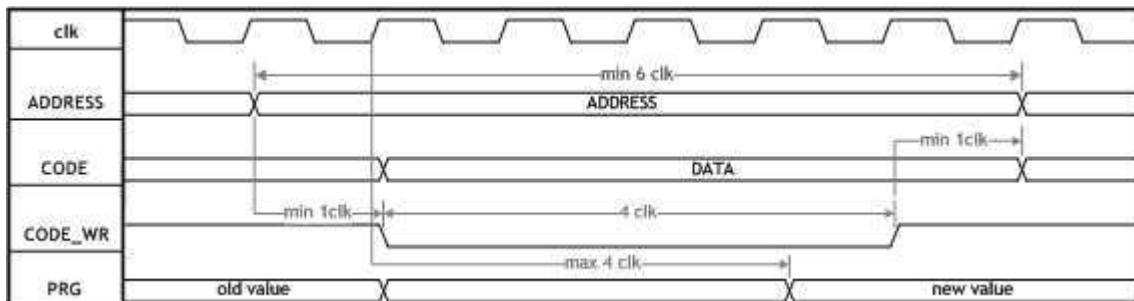 clk
min 6 clk
ADDRESS ADDRESS
min 1clk
CODE DATA
min 1clk 4 clk
CODE_WR
max 4 clk
PRG old value new value